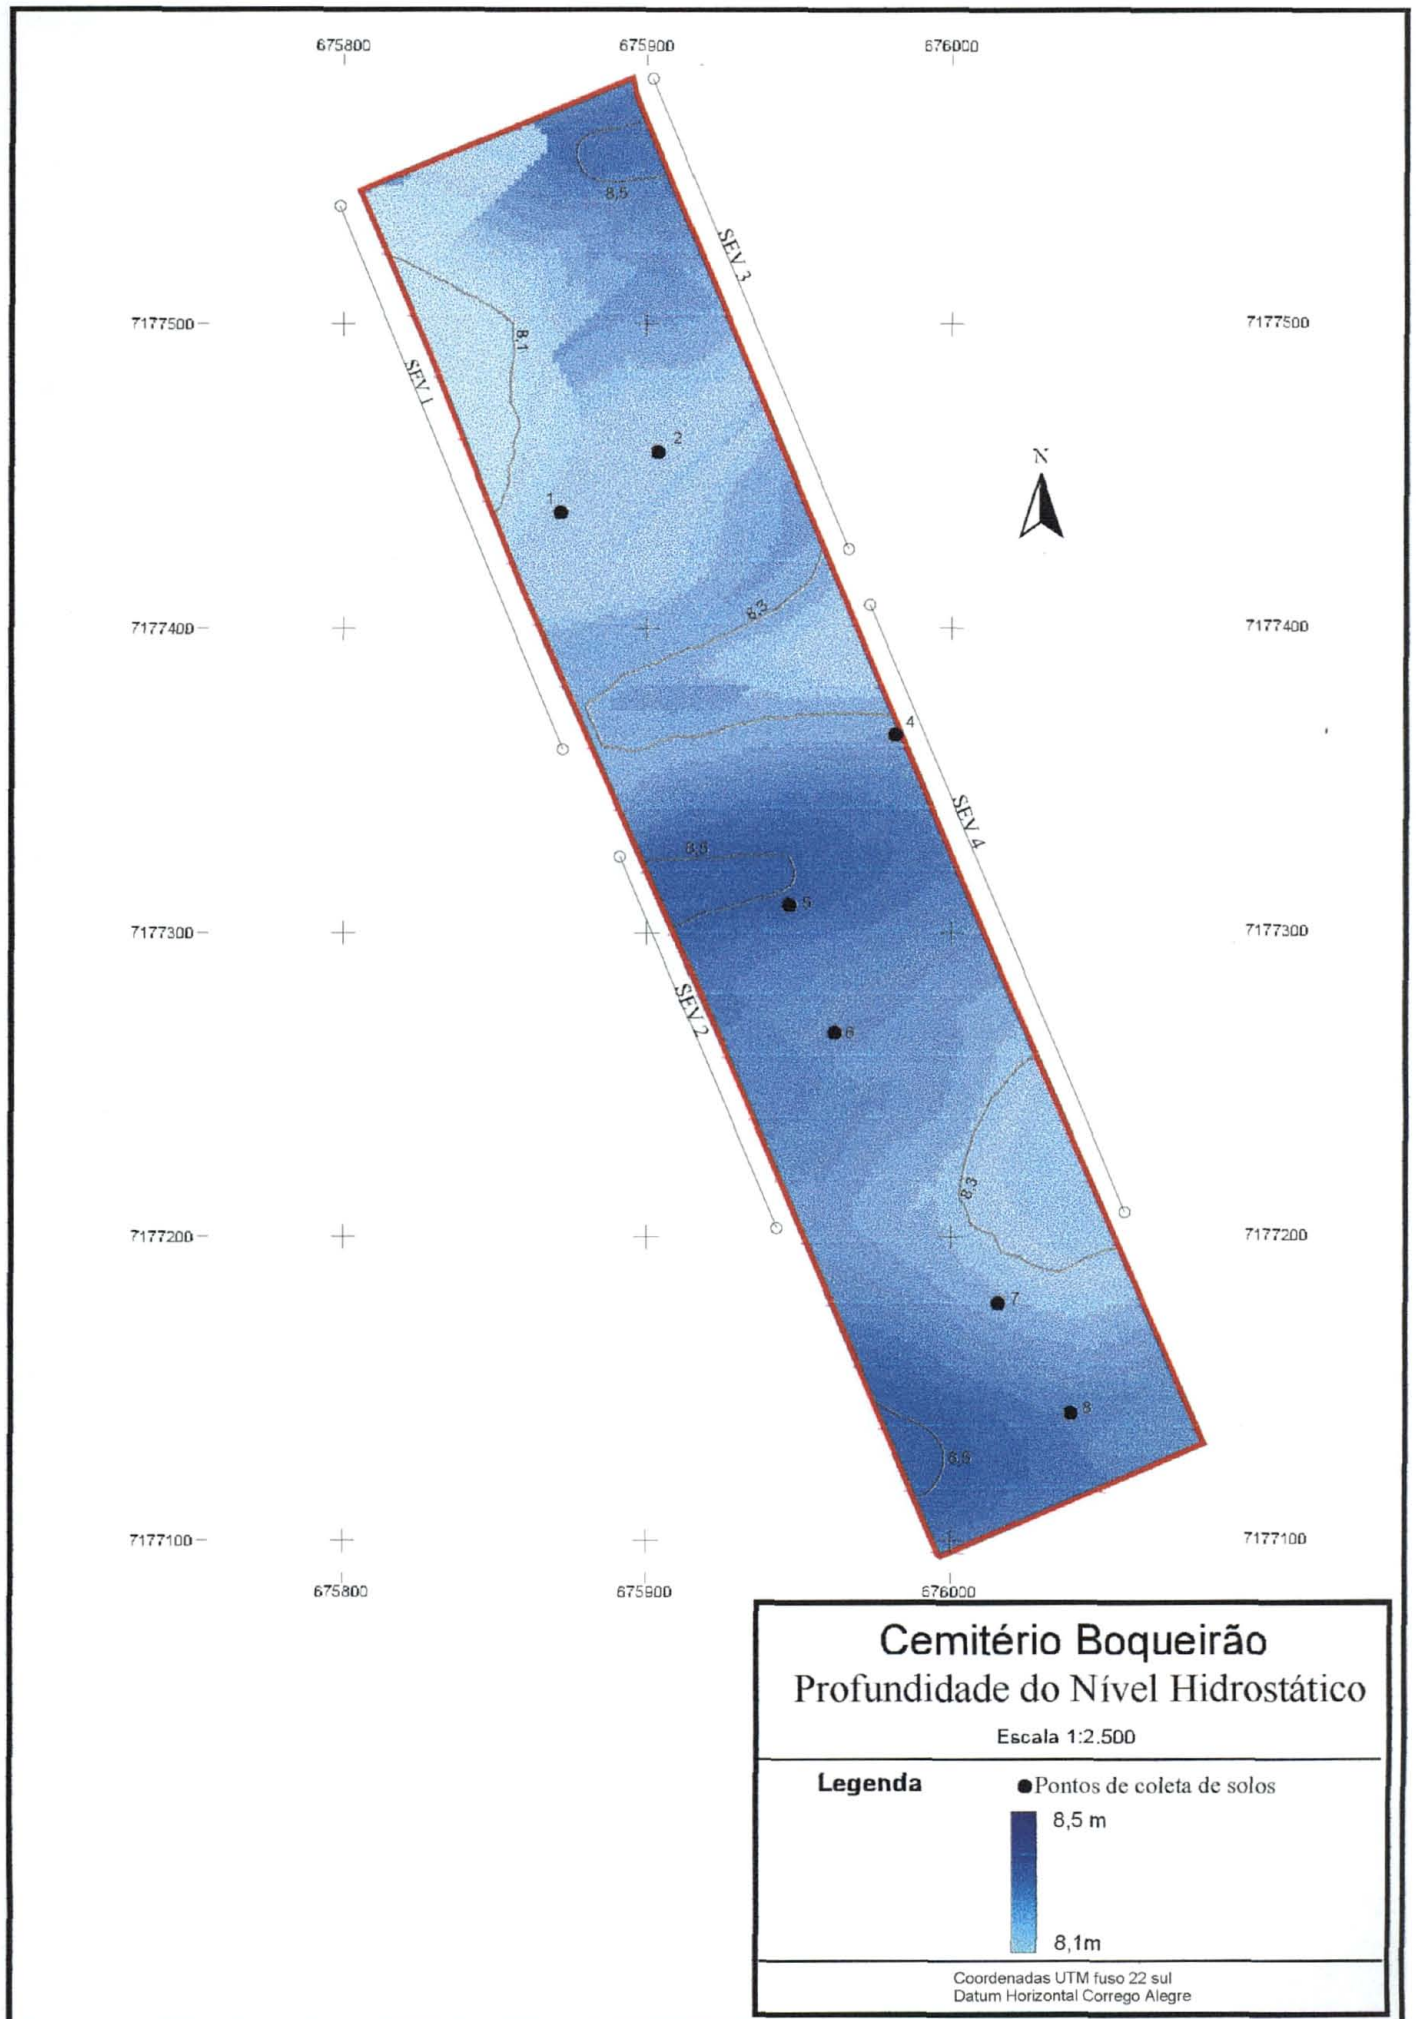 675800 675900 676000
8,5
SEV 3
7177500 7177500
8,1
SEV 1
2
N
1
8,3
7177400 7177400
4
SEV 4
8,5
5
7177300 7177300
SEV 2
6
8,3
7177200 7177200
7
8
8,5
7177100 7177100
675800 675900 676000
Cemitério Boqueirão
Profundidade do Nível Hidrostático
Escala 1:2.500
Legenda
Pontos de coleta de solos
8,5 m
8,1m
Coordenadas UTM fuso 22 sul
Datum Horizontal Corrego Alegre